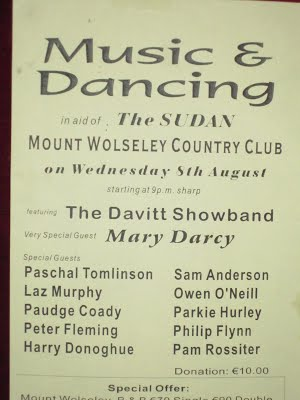 Music &
Dancing
in aid of The SUDAN
MOUNT WOLSELEY COUNTRY CLUB
on Wednesday 8th August
starting at 9 p.m. sharp
featuring The Davitt Showband
Very Special Guest Mary Darcy
Special Guests
Paschal Tomlinson Sam Anderson
Laz Murphy Owen O'Neill
Paudge Coady Parkie Hurley
Peter Fleming Philip Flynn
Harry Donoghue Pam Rossiter
Donation: €10.00
Special Offer:
Mount Wolseley B & B €70 Single €90 Double